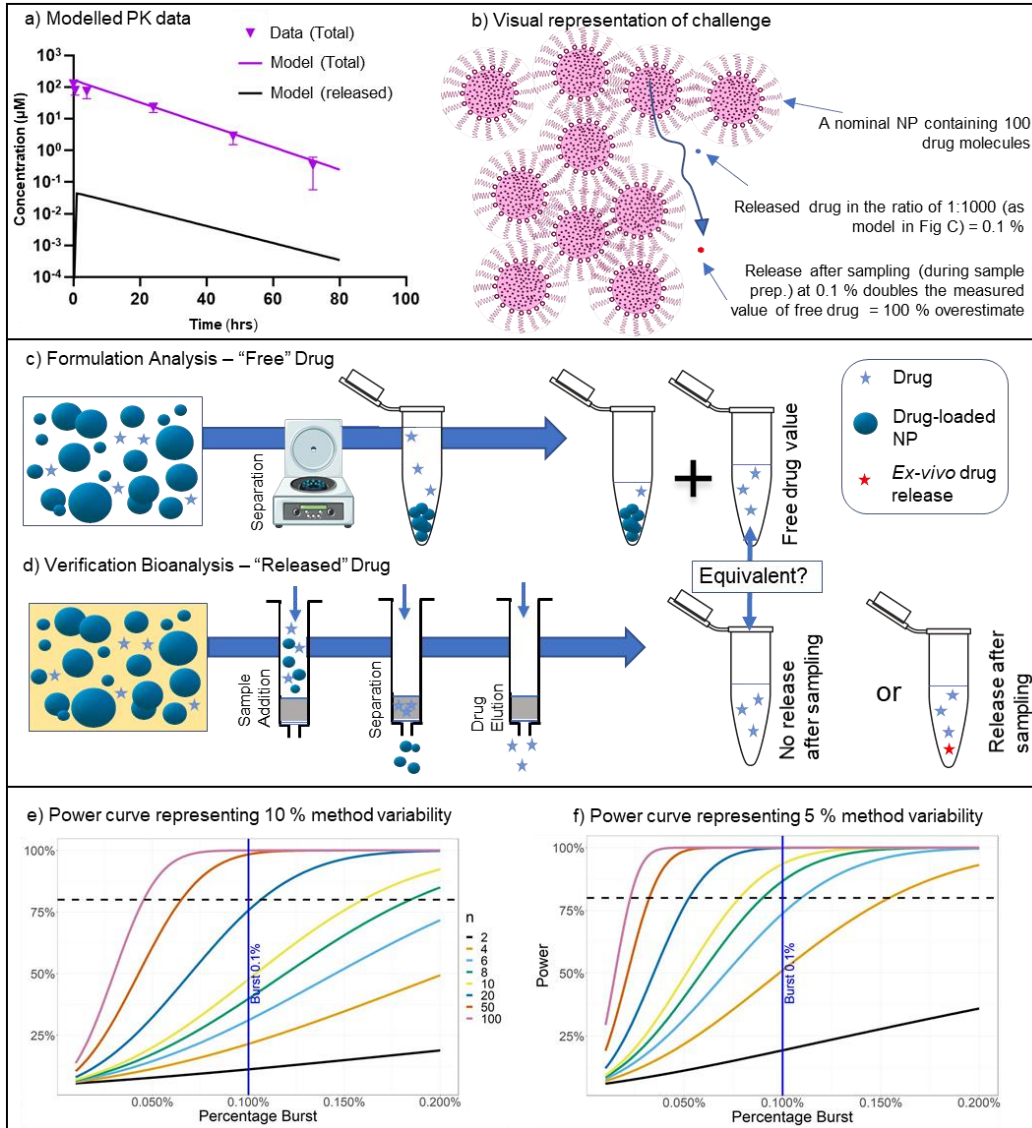 a) Modelled PK data
Data (Total)
Model (Total)
Model (released)
Concentration (µM)
10³
10²
10¹
10⁰
10⁻¹
10⁻²
10⁻³
10⁻⁴
0 20 40 60 80 100
Time (hrs)
b) Visual representation of challenge
A nominal NP containing 100
drug molecules
Released drug in the ratio of 1:1000 (as
model in Fig C) = 0.1 %
Release after sampling (during sample
prep.) at 0.1 % doubles the measured
value of free drug = 100 % overestimate
c) Formulation Analysis – “Free” Drug
Separation
Free drug value
Drug
Drug-loaded
NP
Ex-vivo drug
release
d) Verification Bioanalysis – “Released” Drug
Equivalent?
Sample
Addition
Separation
Drug
Elution
No release
after sampling
or
Release after
sampling
e) Power curve representing 10 % method variability
100%
75%
50%
25%
Burst 0.1%
0.050% 0.100% 0.150% 0.200%
Percentage Burst
n
2
4
6
8
10
20
50
100
f) Power curve representing 5 % method variability
Power
100%
75%
50%
25%
Burst 0.1%
0.050% 0.100% 0.150% 0.200%
Percentage Burst